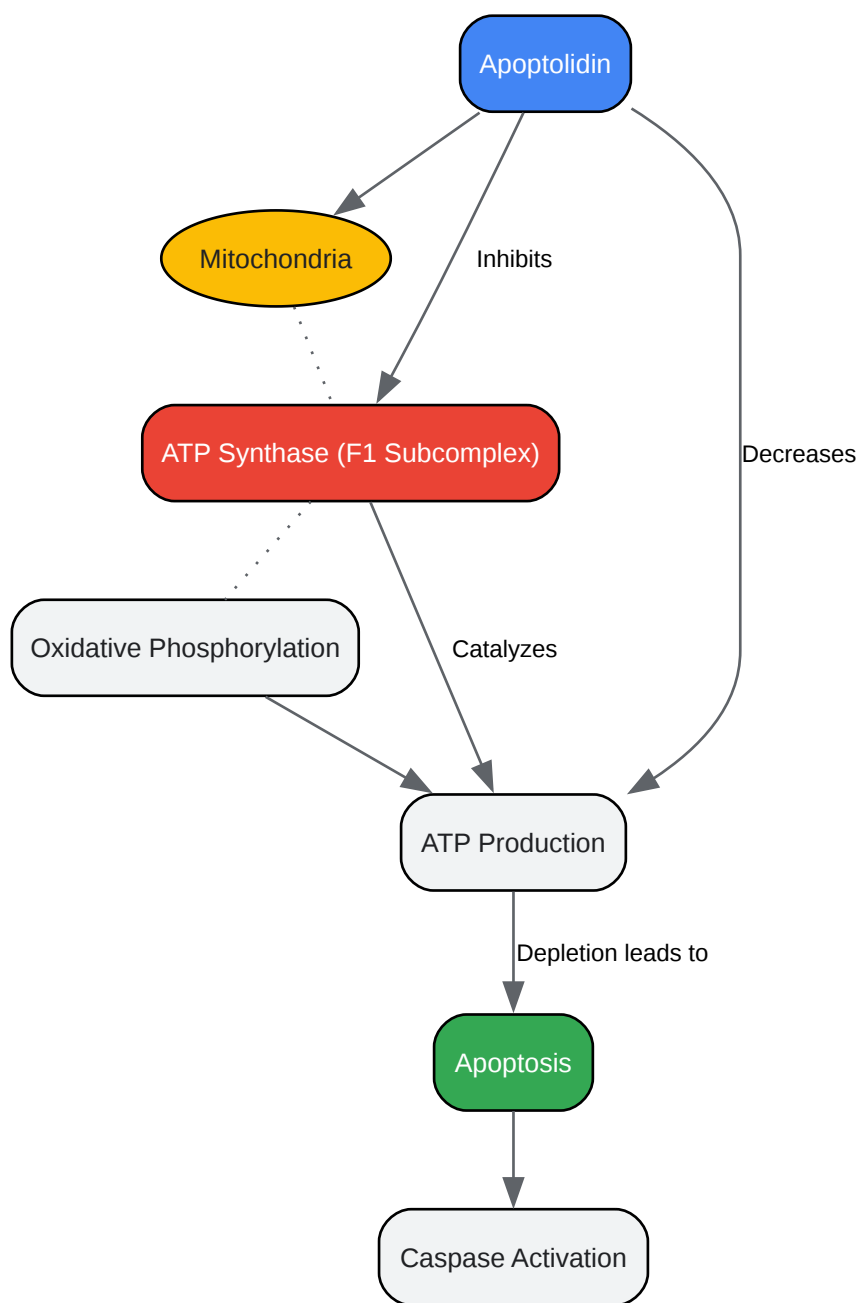 Apoptolidin
Mitochondria
Inhibits
ATP Synthase (F1 Subcomplex)
Decreases
Oxidative Phosphorylation
Catalyzes
ATP Production
Depletion leads to
Apoptosis
Caspase Activation